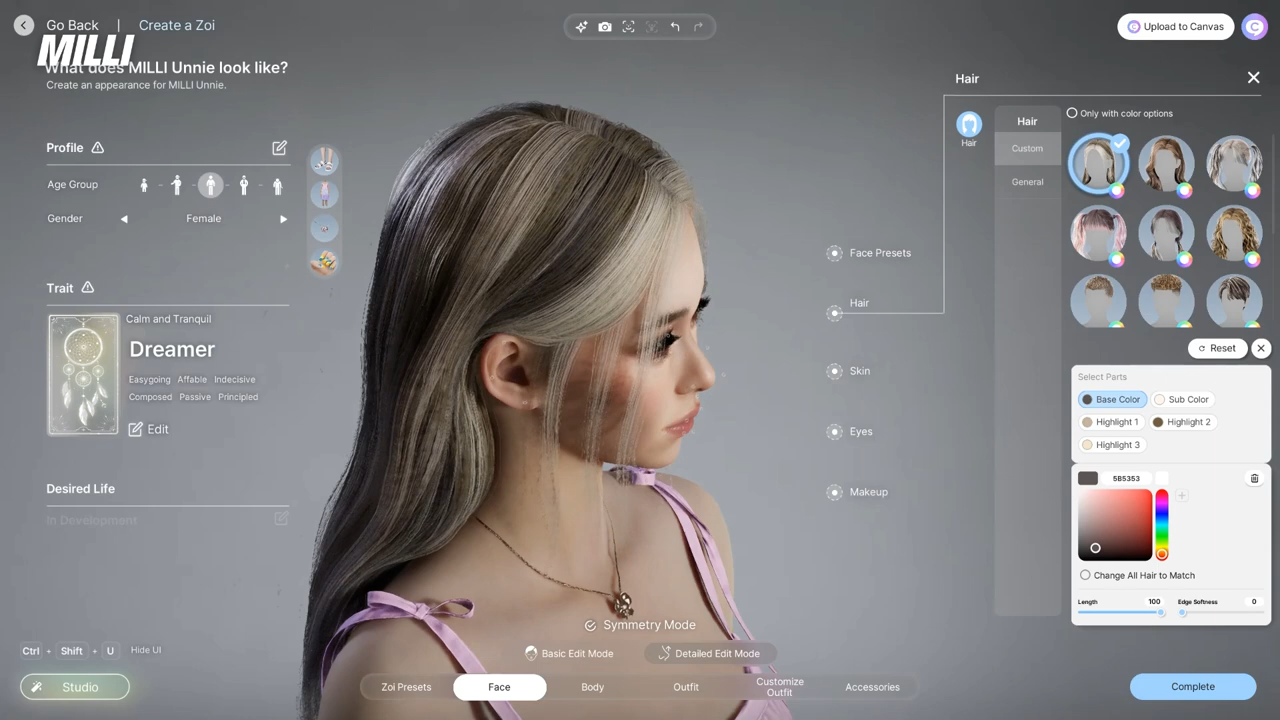 Go Back | Create a Zoi
MILLI
What does MILLI Unnie look like?
Create an appearance for MILLI Unnie.
Upload to Canvas
Profile
Age Group
Gender
Female
Trait
Calm and Tranquil
Dreamer
Easygoing Affable Indecisive
Composed Passive Principled
Edit
Desired Life
In Development
Ctrl + Shift + U Hide UI
Studio
Face Presets
Hair
Skin
Eyes
Makeup
Hair
Hair
Hair
Custom
General
Only with color options
Reset
Select Parts
Base Color Sub Color
Highlight 1 Highlight 2
Highlight 3
5B5353
Change All Hair to Match
Length 100 Edge Softness 0
Symmetry Mode
Basic Edit Mode Detailed Edit Mode
Zoi Presets Face Body Outfit Customize Outfit Accessories
Complete